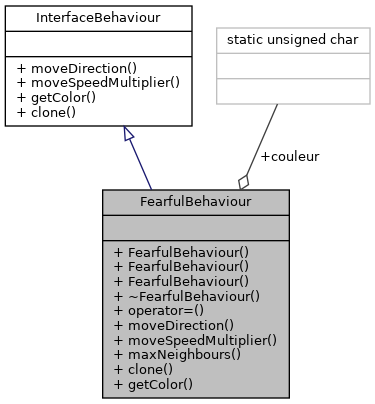 InterfaceBehaviour
+ moveDirection()
+ moveSpeedMultiplier()
+ getColor()
+ clone()
static unsigned char
+couleur
FearfulBehaviour
+ FearfulBehaviour()
+ FearfulBehaviour()
+ FearfulBehaviour()
+ ~FearfulBehaviour()
+ operator=()
+ moveDirection()
+ moveSpeedMultiplier()
+ maxNeighbours()
+ clone()
+ getColor()